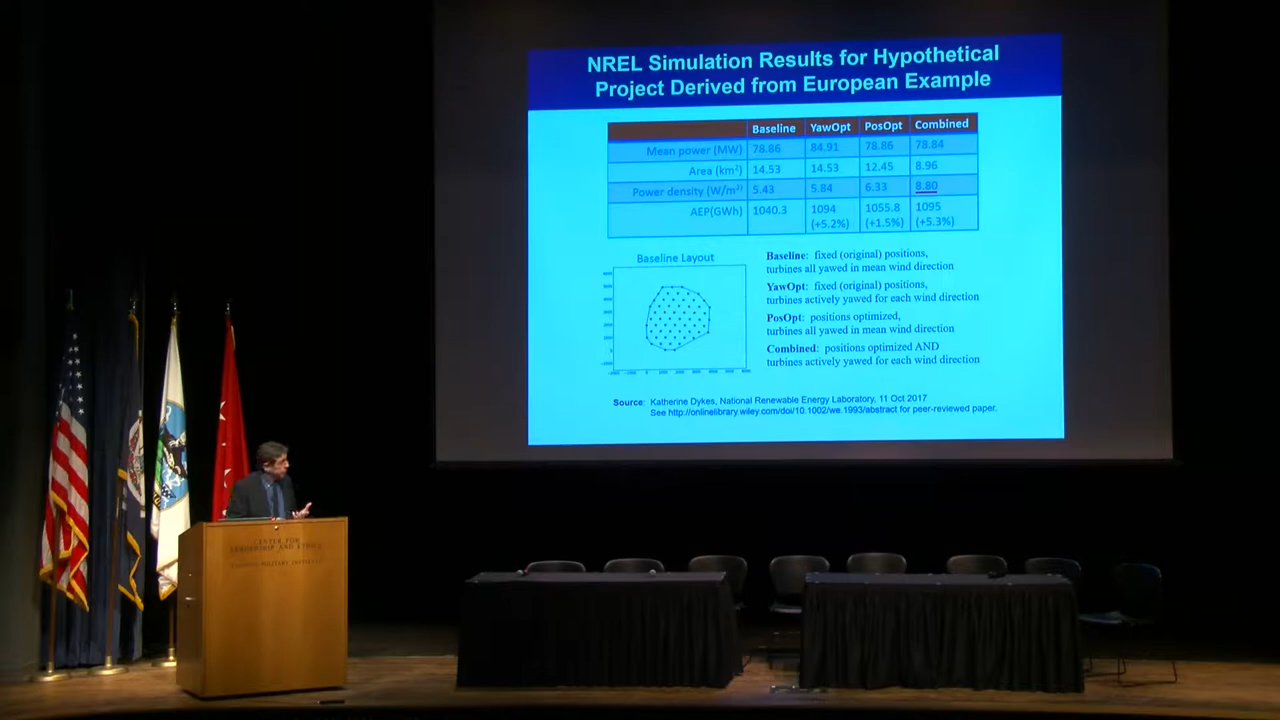 NREL Simulation Results for Hypothetical
Project Derived from European Example
Baseline YawOpt PosOpt Combined
Mean power (MW) 78.86 84.91 78.86 78.84
Area (km²) 14.53 14.53 12.45 8.96
Power density (W/m²) 5.43 5.84 6.33 8.80
AEP(GWh) 1040.3 1094 1055.8 1095
(+5.2%) (+1.5%) (+5.3%)
Baseline Layout
Baseline: fixed (original) positions,
turbines all yawed in mean wind direction
YawOpt: fixed (original) positions,
turbines actively yawed for each wind direction
PosOpt: positions optimized,
turbines all yawed in mean wind direction
Combined: positions optimized AND
turbines actively yawed for each wind direction
Source: Katherine Dykes, National Renewable Energy Laboratory, 11 Oct 2017
See http://onlinelibrary.wiley.com/doi/10.1002/we.1993/abstract for peer-reviewed paper.
CENTER FOR
LEADERSHIP AND ETHICS
VIRGINIA MILITARY INSTITUTE